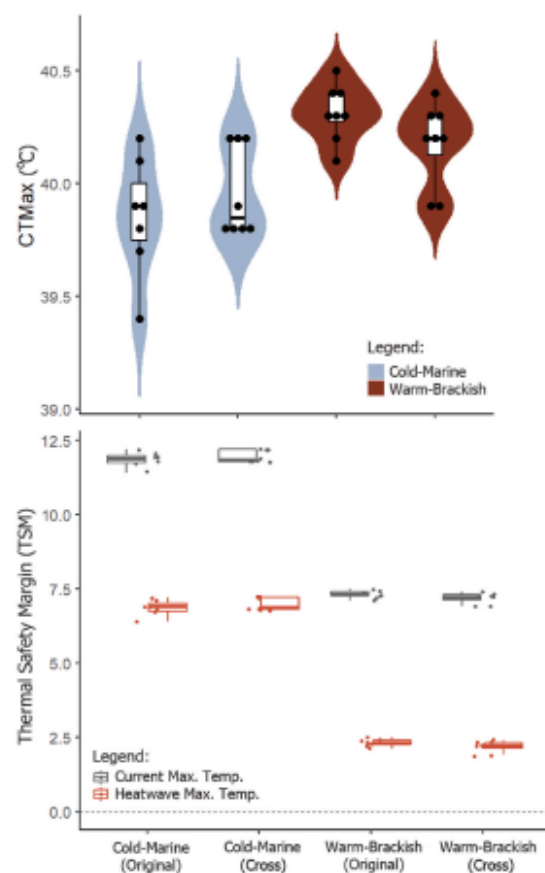 CTMax (°C)
40.5
40.0
39.5
39.0
Legend:
Cold-Marine
Warm-Brackish
Thermal Safety Margin (TSM)
12.5
10.0
7.5
5.0
2.5
0.0
Legend:
Current Max. Temp.
Heatwave Max. Temp.
Cold-Marine Cold-Marine Warm-Brackish Warm-Brackish
(Original) (Cross) (Original) (Cross)